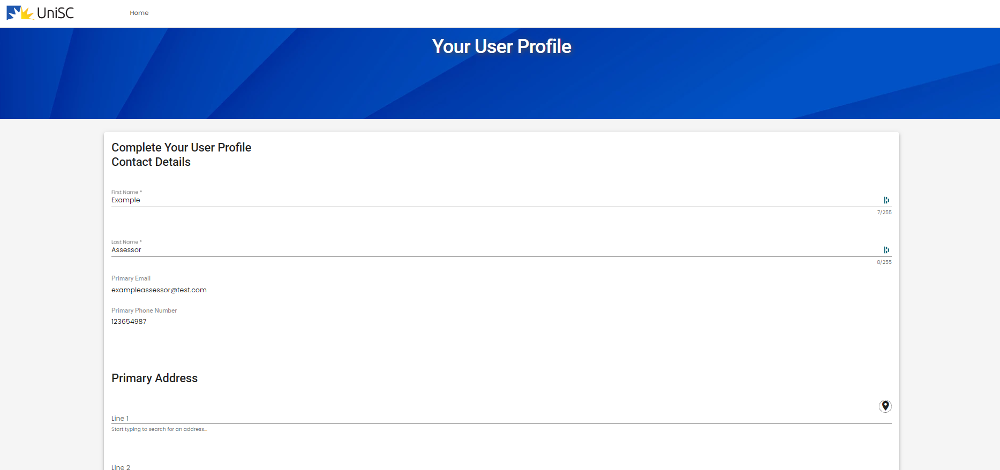 UniSC
Home
Your User Profile
Complete Your User Profile
Contact Details
First Name *
Example
7/255
Last Name *
Assessor
8/255
Primary Email
exampleassessor@test.com
Primary Phone Number
123654987
Primary Address
Line 1
Start typing to search for an address...
Line 2